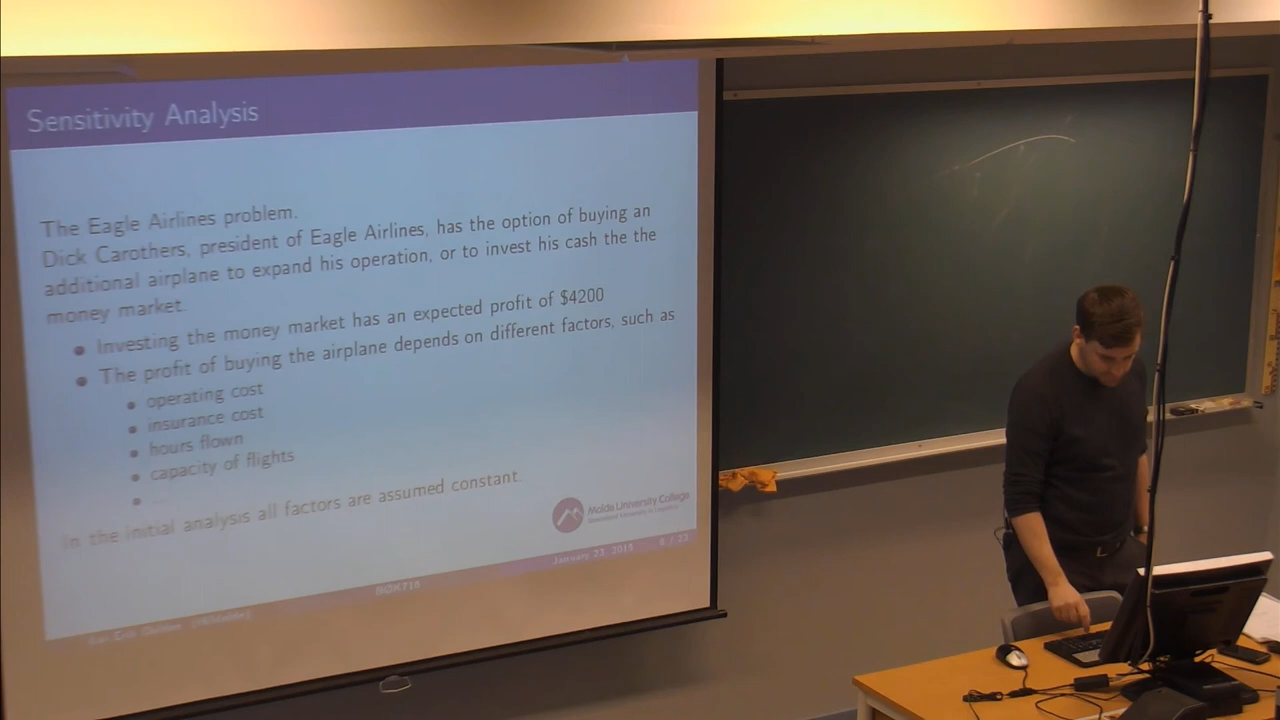 Sensitivity Analysis
The Eagle Airlines problem.
Dick Carothers, president of Eagle Airlines, has the option of buying an
additional airplane to expand his operation, or to invest his cash the the
money market.
Investing the money market has an expected profit of $4200
The profit of buying the airplane depends on different factors, such as
operating cost
insurance cost
hours flown
capacity of flights
...
In the initial analysis all factors are assumed constant.
Molde University College
January 23, 2015
/ 23